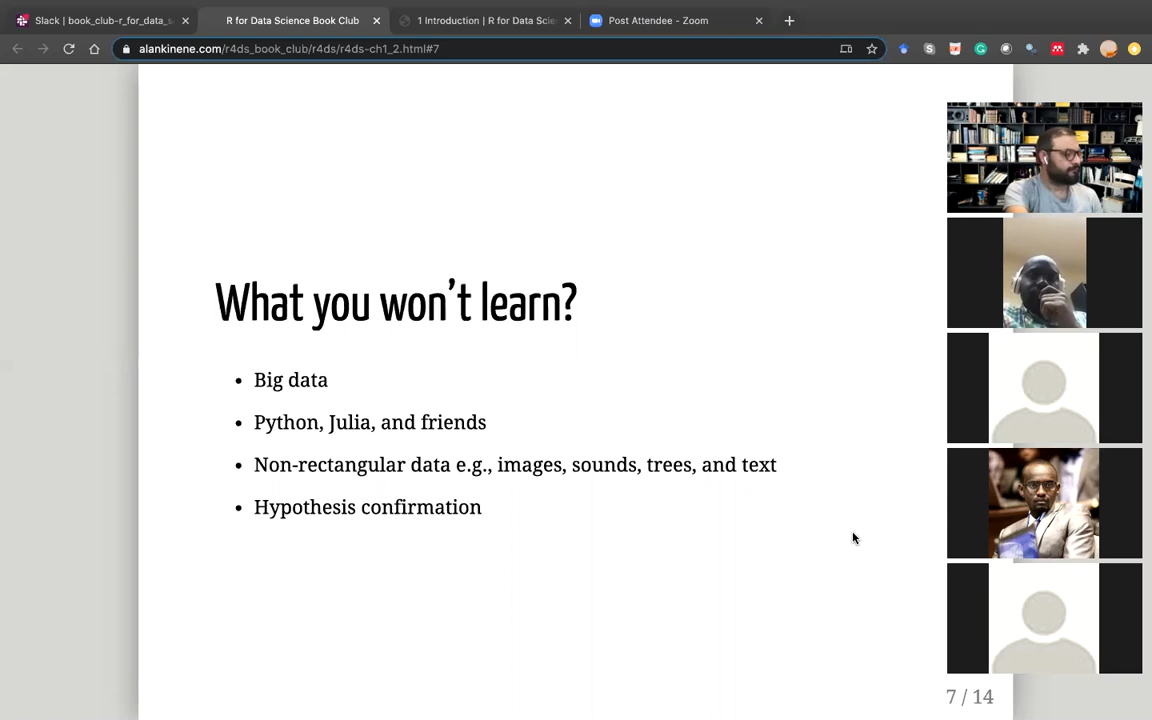 Slack | book_club-r_for_data_s
R for Data Science Book Club
1 Introduction | R for Data Scie
Post Attendee - Zoom
alankinene.com/r4ds_book_club/r4ds/r4ds-ch1_2.html#7
What you won’t learn?
• Big data
• Python, Julia, and friends
• Non-rectangular data e.g., images, sounds, trees, and text
• Hypothesis confirmation
7 / 14